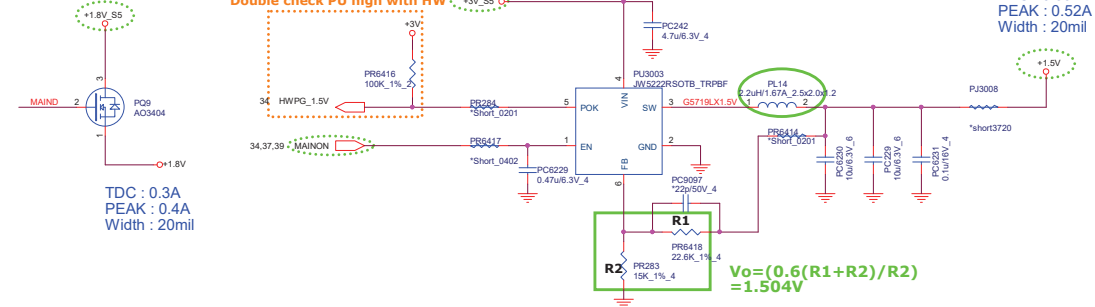 Double check PU high with HW
+1.8V_S5
+3V_S5
PEAK : 0.52A
Width : 20mil
+3V
PC242
4.7u/6.3V_4
+1.5V
PR6416
100K_1%_2
PU3003
JW5222RSOTB_TRPBF
PL14
2.2uH/1.67A_2.5x2.0x1.2
PJ3008
*short3720
3
MAIND
2
PQ9
AO3404
1
34
HWPG_1.5V
PR284
*Short_0201
5
POK
4
VIN
SW
3
G5719LX1.5V
1
2
34,37,39
MAINON
PR6417
*Short_0402
1
EN
GND
2
FB
6
PR6414
*Short_0201
PC6230
10u/6.3V_6
PC229
10u/6.3V_6
PC6231
0.1u/16V_4
PC6229
0.47u/6.3V_4
+1.8V
PC9097
*22p/50V_4
TDC : 0.3A
PEAK : 0.4A
Width : 20mil
R1
PR6418
22.6K_1%_4
R2
PR283
15K_1%_4
Vo=(0.6(R1+R2)/R2)
=1.504V